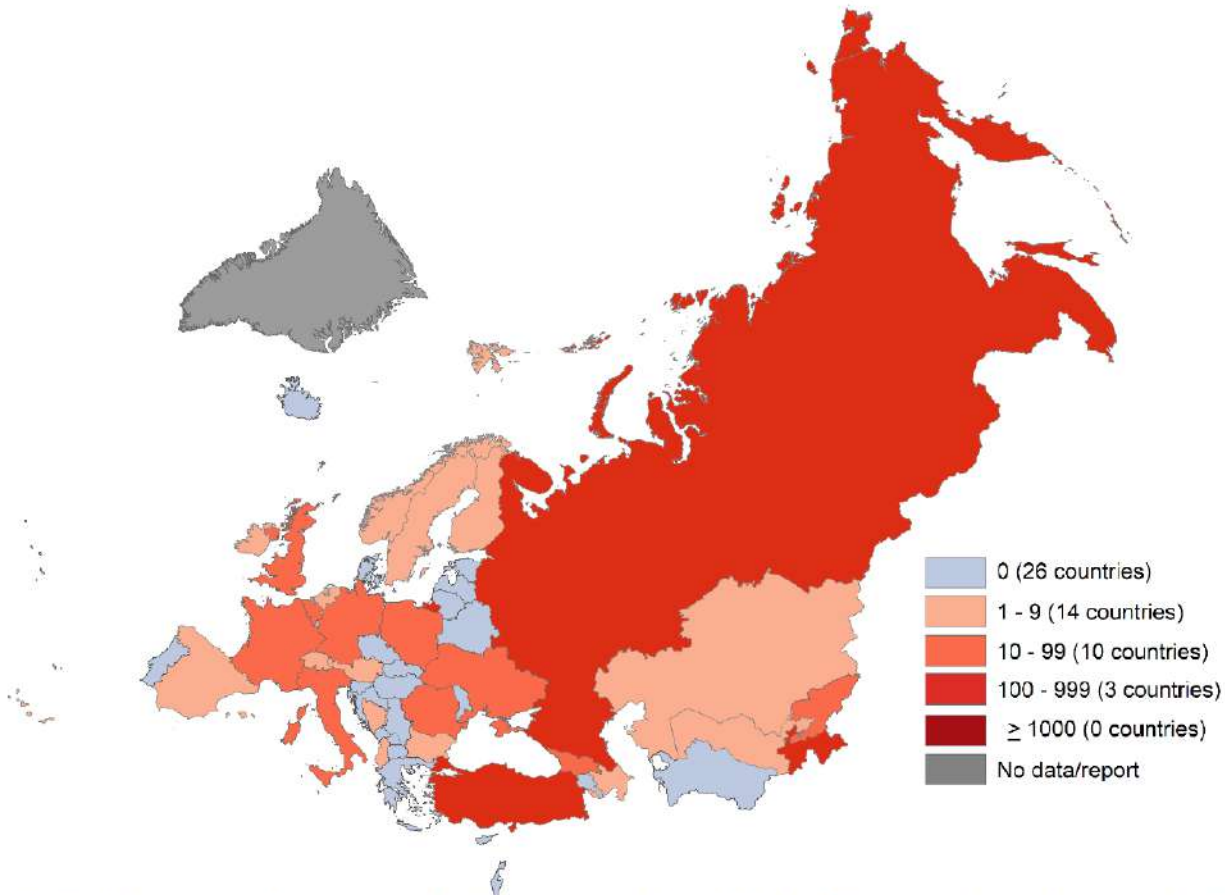 0 (26 countries)
1 - 9 (14 countries)
10 - 99 (10 countries)
100 - 999 (3 countries)
≥ 1000 (0 countries)
No data/report